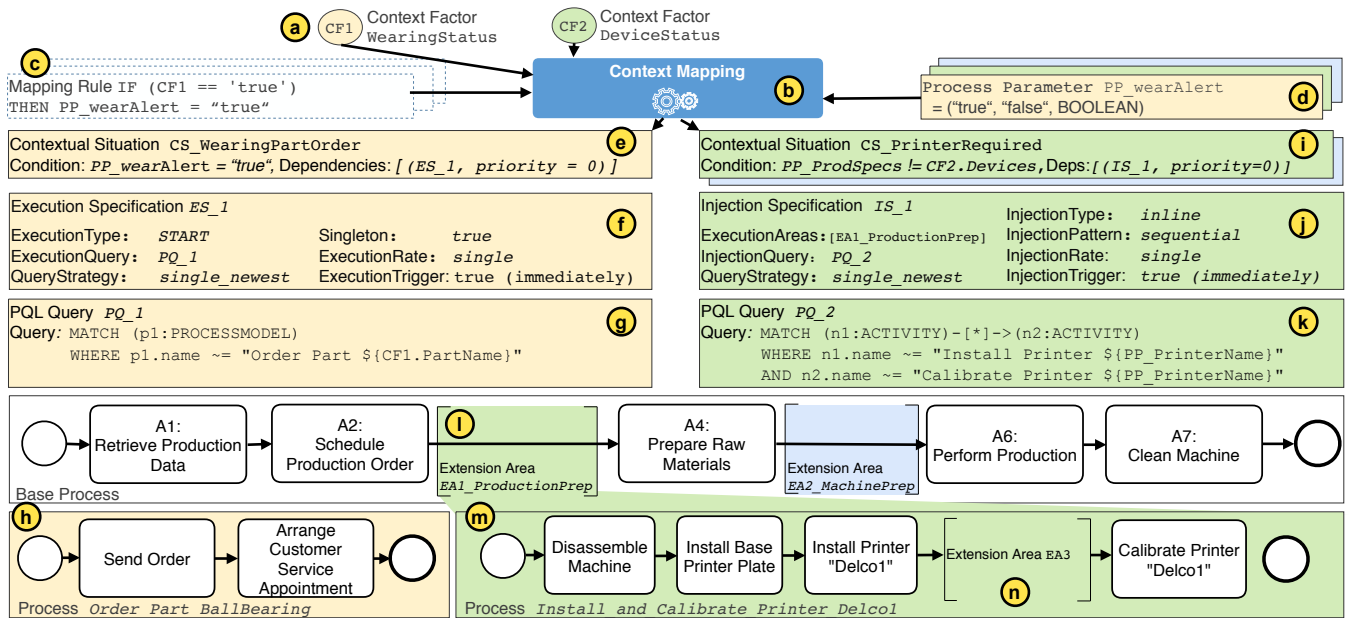 a
CF1
Context Factor
WearingStatus
CF2
Context Factor
DeviceStatus
c
Mapping Rule IF (CF1 == 'true')
THEN PP_wearAlert = “true“
Context Mapping
b
Process Parameter PP_wearAlert
= (“true“, “false“, BOOLEAN)
d
Contextual Situation CS_WearingPartOrder
Condition: PP_wearAlert = “true“, Dependencies: [(ES_1, priority = 0)]
e
Contextual Situation CS_PrinterRequired
Condition: PP_ProdSpecs != CF2.Devices, Deps:[(IS_1, priority=0)]
i
Execution Specification ES_1
ExecutionType: START
ExecutionQuery: PQ_1
QueryStrategy: single_newest
Singleton: true
ExecutionRate: single
ExecutionTrigger: true (immediately)
f
Injection Specification IS_1
ExecutionAreas:[EA1_ProductionPrep]
InjectionQuery: PQ_2
QueryStrategy: single_newest
InjectionType: inline
InjectionPattern: sequential
InjectionRate: single
InjectionTrigger: true (immediately)
j
PQL Query PQ_1
Query: MATCH (p1:PROCESSMODEL)
WHERE p1.name ~= "Order Part ${CF1.PartName}"
g
PQL Query PQ_2
Query: MATCH (n1:ACTIVITY)-[*]->(n2:ACTIVITY)
WHERE n1.name ~= "Install Printer ${PP_PrinterName}"
AND n2.name ~= "Calibrate Printer ${PP_PrinterName}"
k
A1:
Retrieve Production
Data
A2:
Schedule
Production Order
l
Extension Area
EA1_ProductionPrep
A4:
Prepare Raw
Materials
Extension Area
EA2_MachinePrep
A6:
Perform Production
A7:
Clean Machine
Base Process
h
Send Order
Arrange
Customer
Service
Appointment
Process Order Part BallBearing
m
Disassemble
Machine
Install Base
Printer Plate
Install Printer
"Delco1"
Extension Area EA3
n
Calibrate Printer
"Delco1"
Process Install and Calibrate Printer Delco1